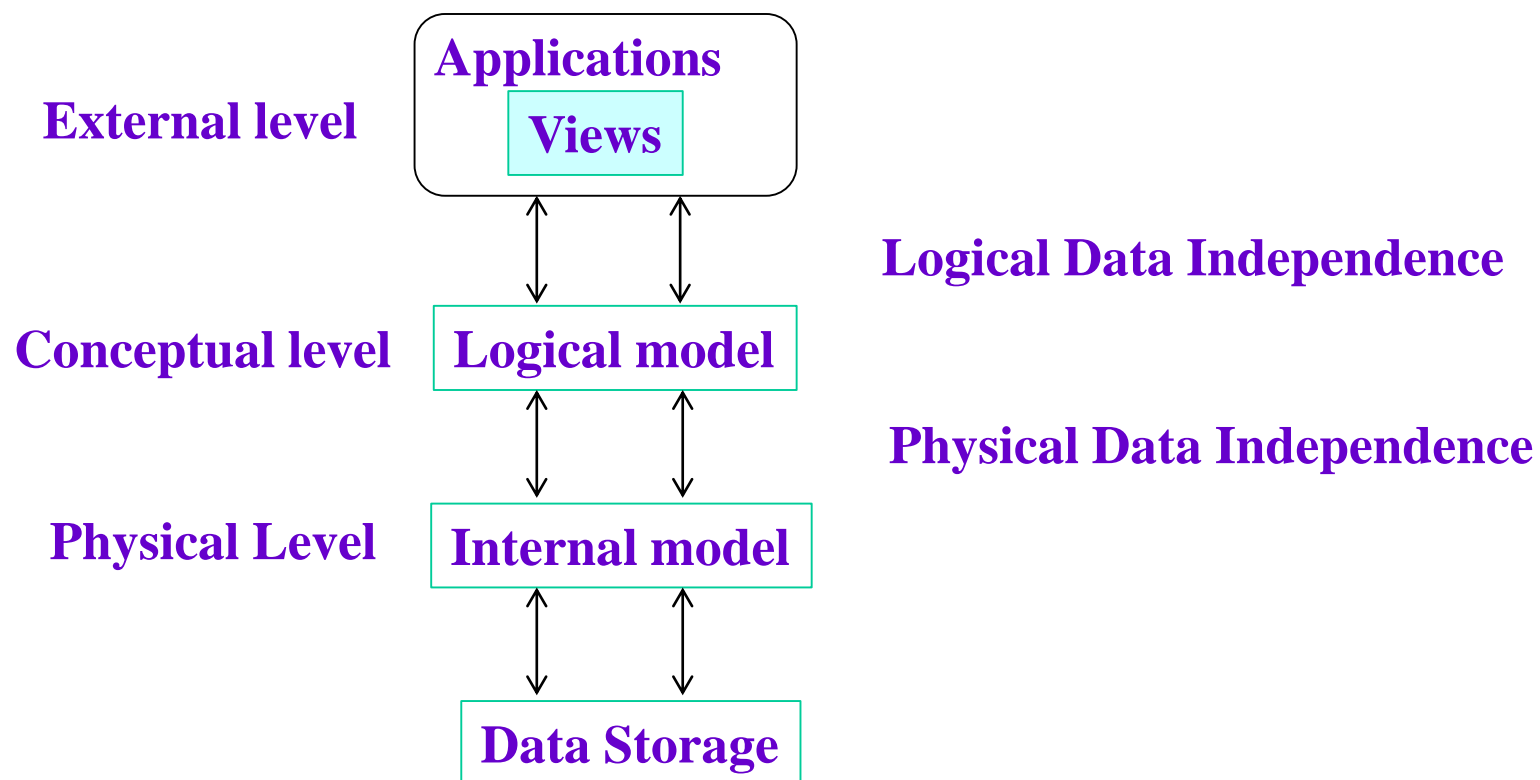 Applications
External level
Views
Logical Data Independence
Conceptual level
Logical model
Physical Data Independence
Physical Level
Internal model
Data Storage